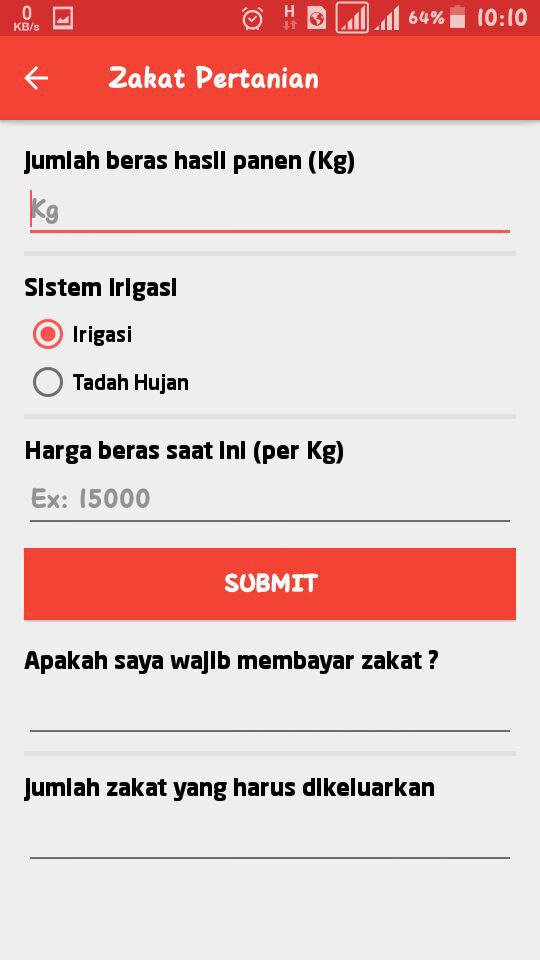 0
KB/s
H
64%
10:10
Zakat Pertanian
Jumlah beras hasil panen (Kg)
Kg
Sistem Irigasi
Irigasi
Tadah Hujan
Harga beras saat ini (per Kg)
Ex: 15000
SUBMIT
Apakah saya wajib membayar zakat ?
Jumlah zakat yang harus dikeluarkan